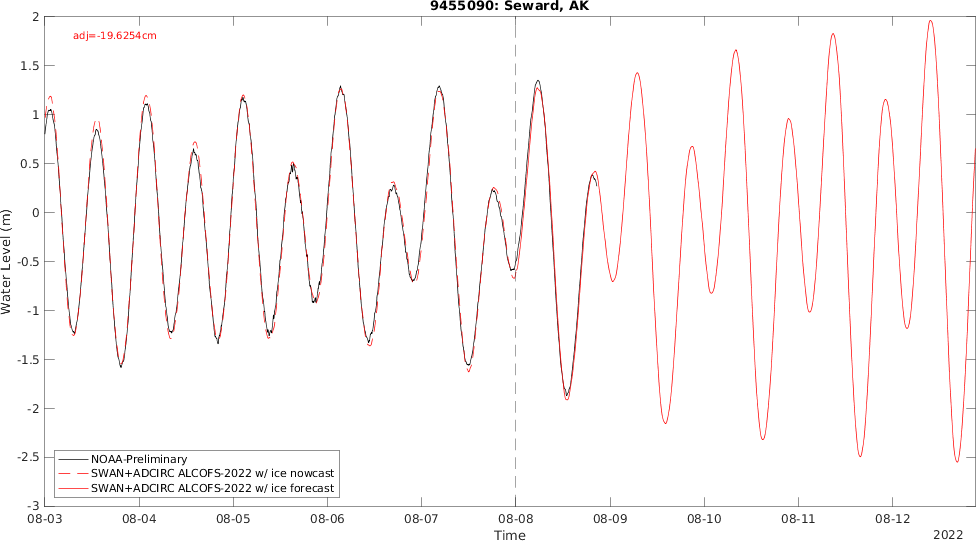 9455090: Seward, AK
adj=-19.6254cm
2
1.5
1
0.5
0
-0.5
-1
-1.5
-2
-2.5
-3
Water Level (m)
NOAA-Preliminary
SWAN+ADCIRC ALCOFS-2022 w/ ice nowcast
SWAN+ADCIRC ALCOFS-2022 w/ ice forecast
08-03 08-04 08-05 08-06 08-07 08-08 08-09 08-10 08-11 08-12
Time
2022